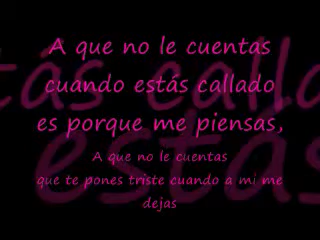 A que no le cuentas
cuando estás callado
es porque me piensas,
A que no le cuentas
que te pones triste cuando a mi me
dejas